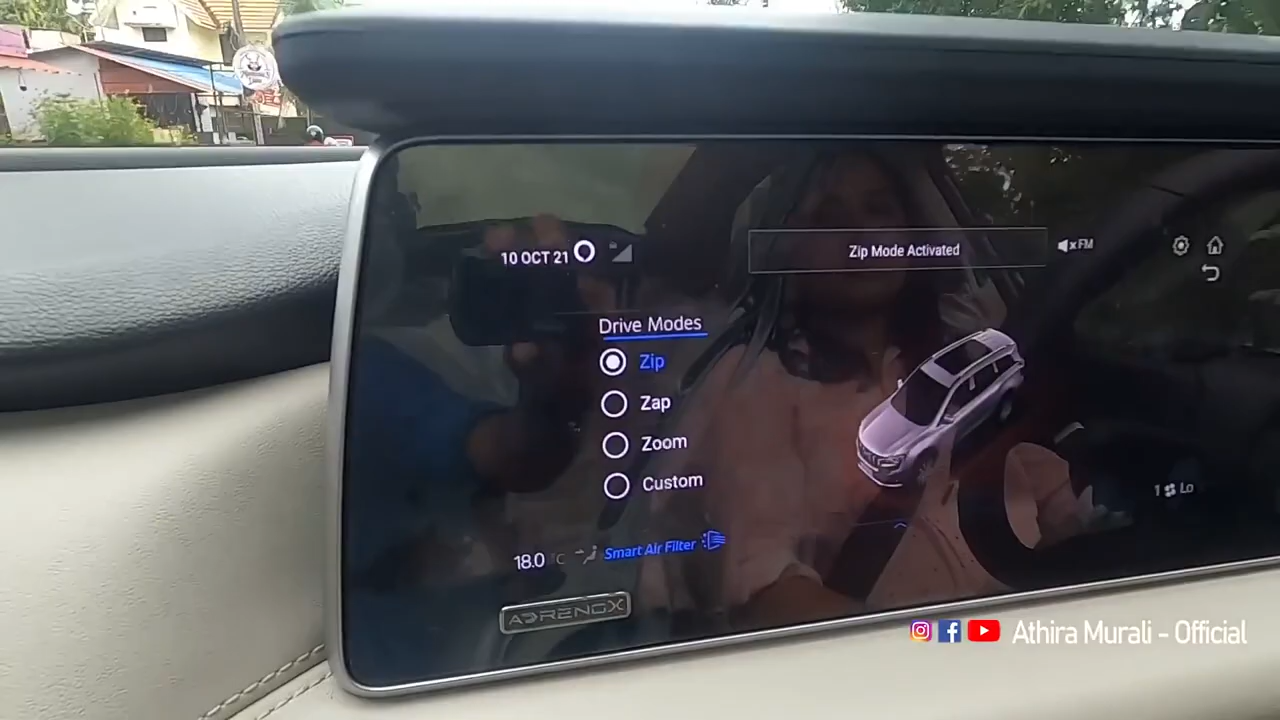 10 OCT 21
Zip Mode Activated
FM
Drive Modes
Zip
Zap
Zoom
Custom
1 Lo
18.0 °C Smart Air Filter
ADRENOX
Athira Murali - Official